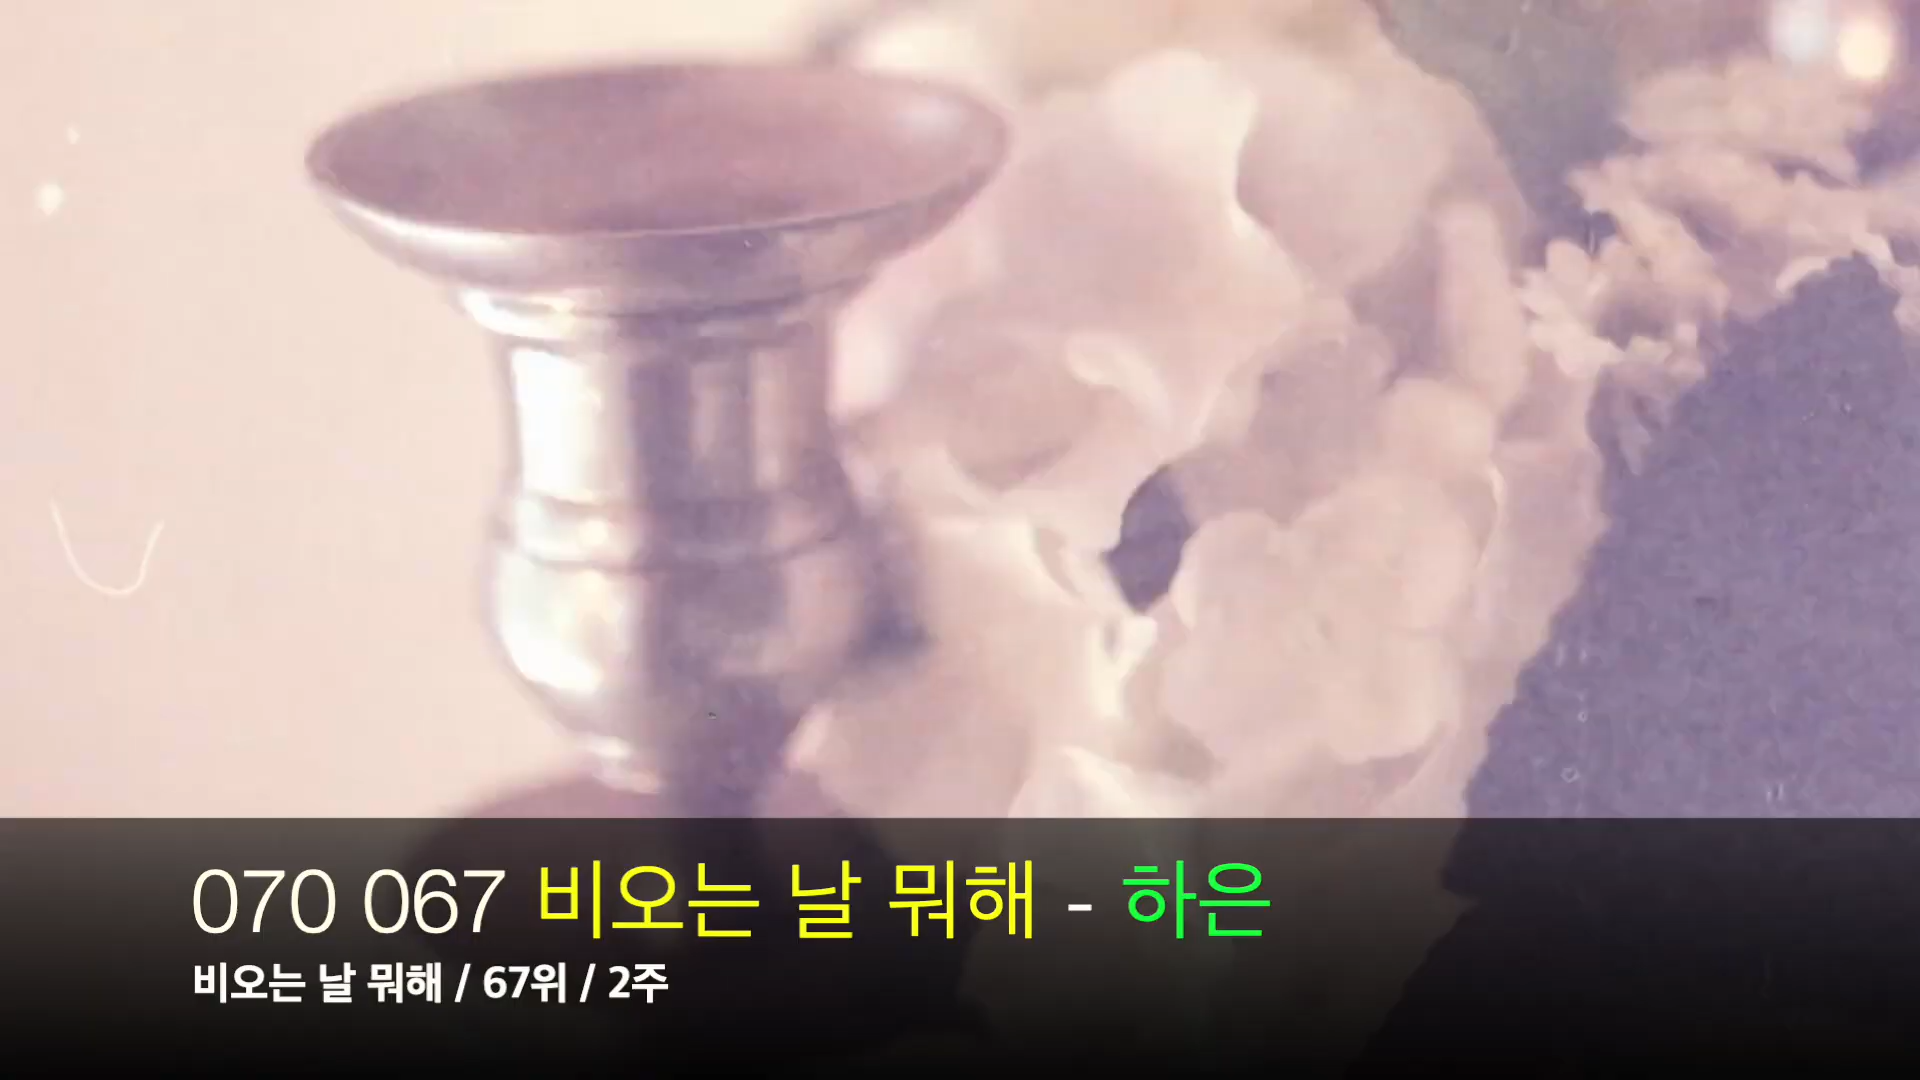 070 067 비오는 날 뭐해 - 하은
비오는 날 뭐해 / 67위 / 2주